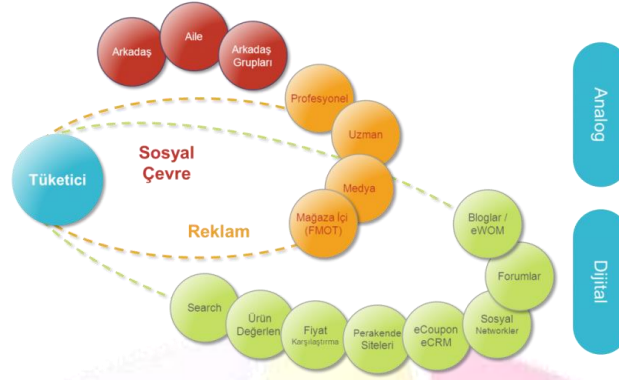 Arkadaş
Aile
Arkadaş
Grupları
Profesyonel
Uzman
Medya
Mağaza İçi
(FMOT)
Tüketici
Sosyal
Çevre
Reklam
Bloglar /
eWOM
Forumlar
Sosyal
Networkler
eCoupon
eCRM
Perakende
Siteleri
Fiyat
Karşılaştırma
Ürün
Değerlen
Search
Analog
Dijital